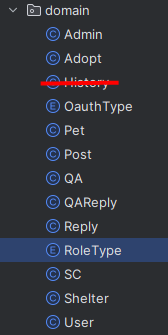 domain
Admin
Adopt
History
OauthType
Pet
Post
QA
QAReply
Reply
RoleType
SC
Shelter
User